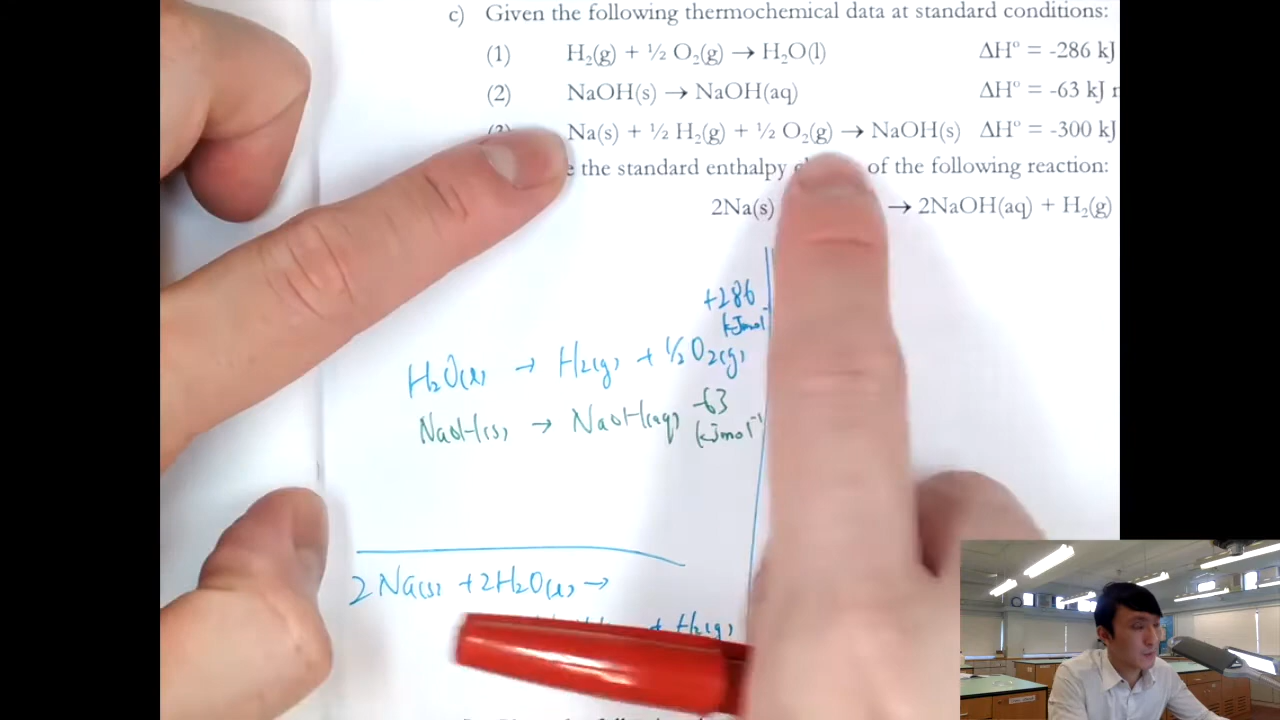 c) Given the following thermochemical data at standard conditions:
(1) H₂(g) + ½ O₂(g) → H₂O(l) ΔH° = -286 kJ
(2) NaOH(s) → NaOH(aq) ΔH° = -63 kJ
Na(s) + ½ H₂(g) + ½ O₂(g) → NaOH(s) ΔH° = -300 kJ
the standard enthalpy of the following reaction:
2Na(s) → 2NaOH(aq) + H₂(g)
+286
kJmol⁻
H₂O(l) → H₂(g) + ½O₂(g)
NaOH(s) → NaOH(aq) -63
kJmol⁻¹
2Na(s) + 2H₂O(l) →
+ H₂(g)